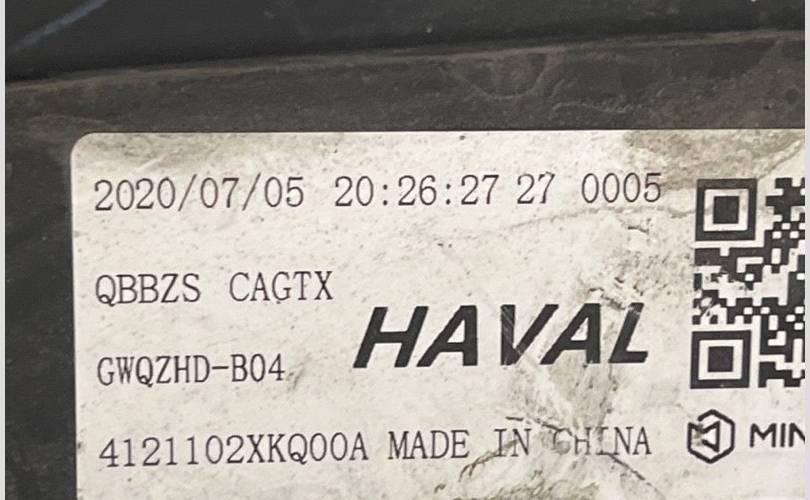 2020/07/05 20:26:27 27 0005
QBBZS CAGTX
HAVAL
GWQZHD-B04
4121102XKQ00A MADE IN CHINA